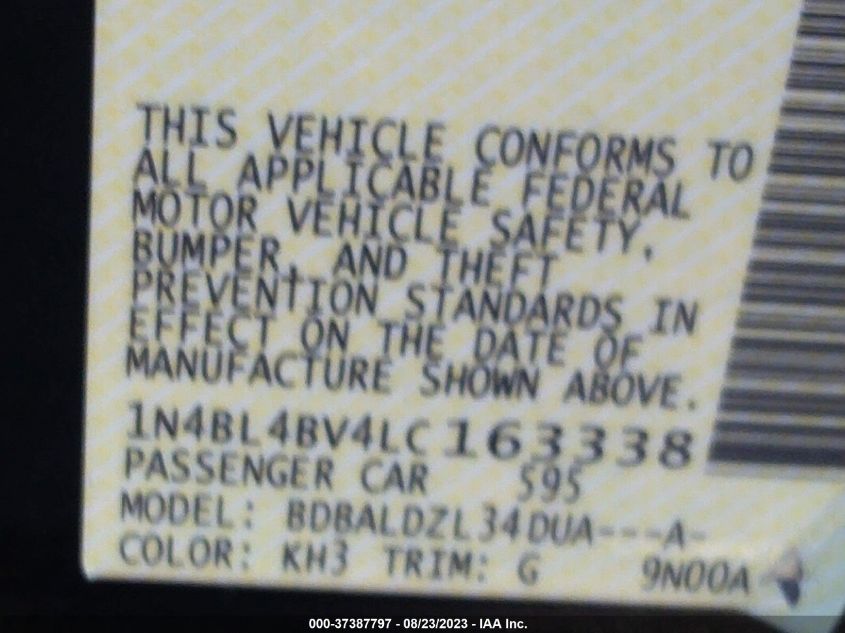 THIS VEHICLE CONFORMS TO
ALL APPLICABLE FEDERAL
MOTOR VEHICLE SAFETY,
BUMPER, AND THEFT
PREVENTION STANDARDS IN
EFFECT ON THE DATE OF
MANUFACTURE SHOWN ABOVE.
1N4BL4BV4LC163338
PASSENGER CAR 595
MODEL: BDBALDZL34DUA---A-
COLOR: KH3 TRIM: G 9N00A
000-37387797 - 08/23/2023 - IAA Inc.